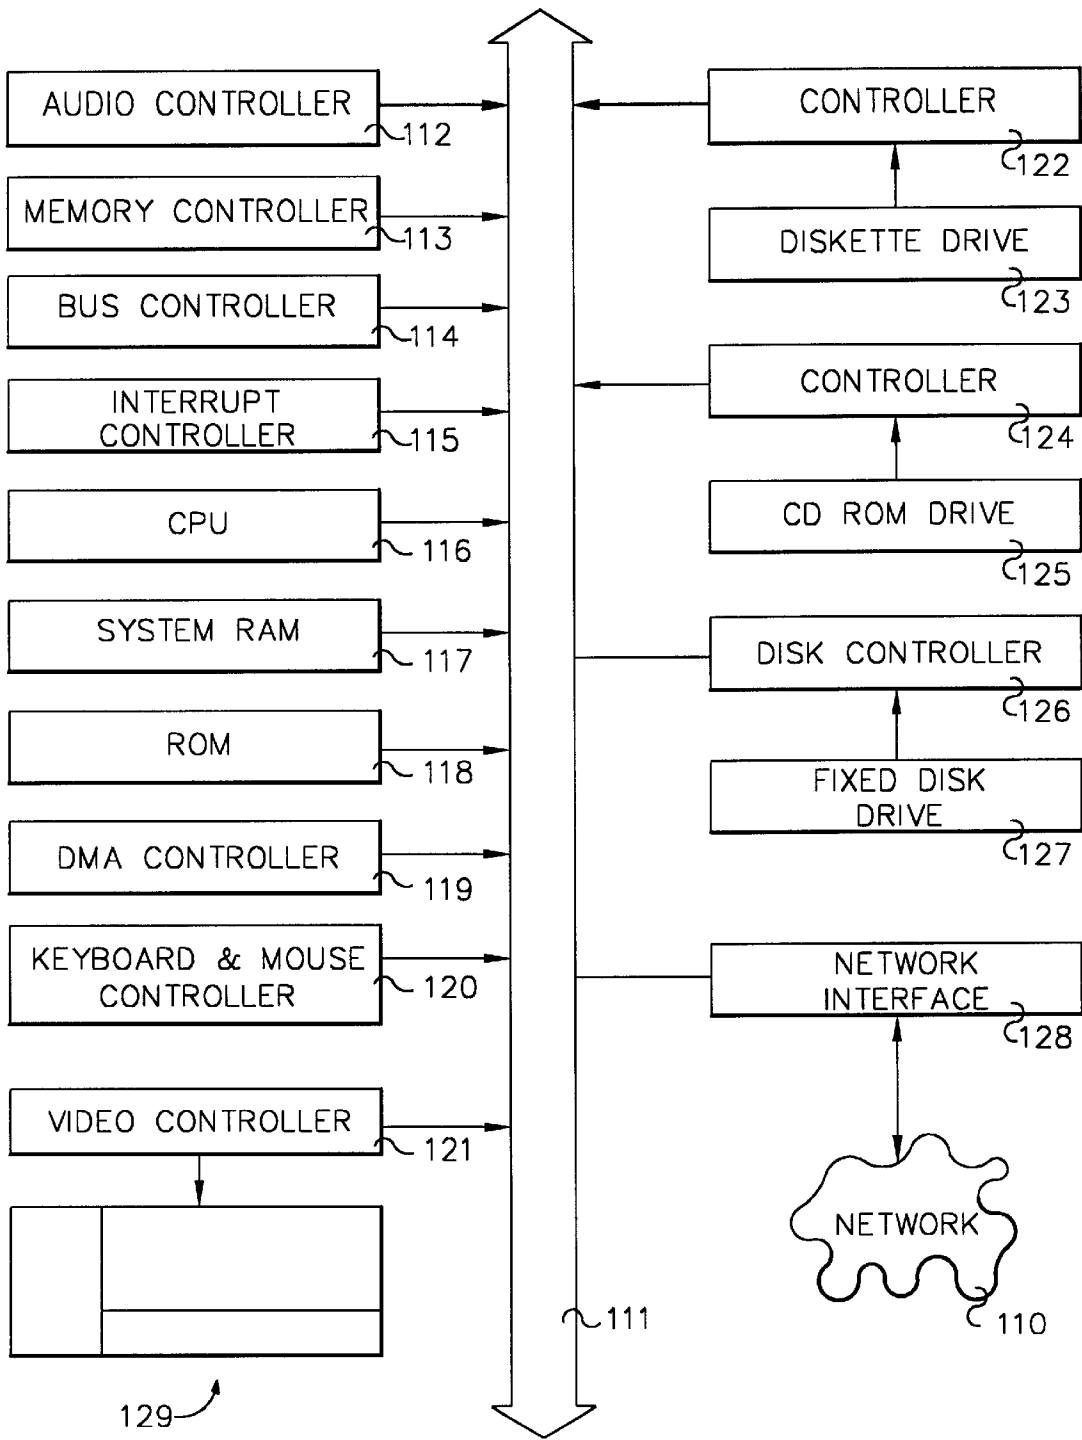 AUDIO CONTROLLER
112
MEMORY CONTROLLER
113
BUS CONTROLLER
114
INTERRUPT
CONTROLLER
115
CPU
116
SYSTEM RAM
117
ROM
118
DMA CONTROLLER
119
KEYBOARD & MOUSE
CONTROLLER
120
VIDEO CONTROLLER
121
129
111
CONTROLLER
122
DISKETTE DRIVE
123
CONTROLLER
124
CD ROM DRIVE
125
DISK CONTROLLER
126
FIXED DISK
DRIVE
127
NETWORK
INTERFACE
128
NETWORK
110